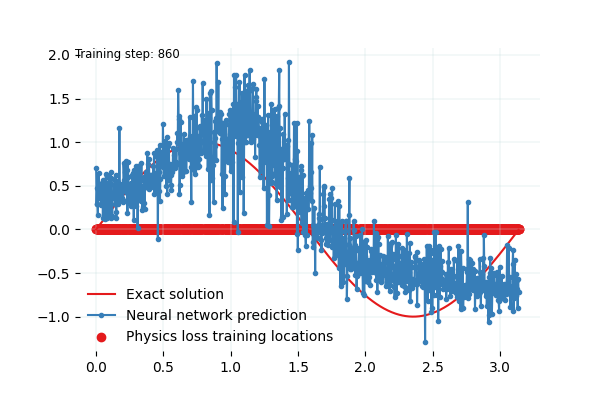 Training step: 860
2.0
1.5
1.0
0.5
0.0
−0.5
−1.0
Exact solution
Neural network prediction
Physics loss training locations
0.0 0.5 1.0 1.5 2.0 2.5 3.0